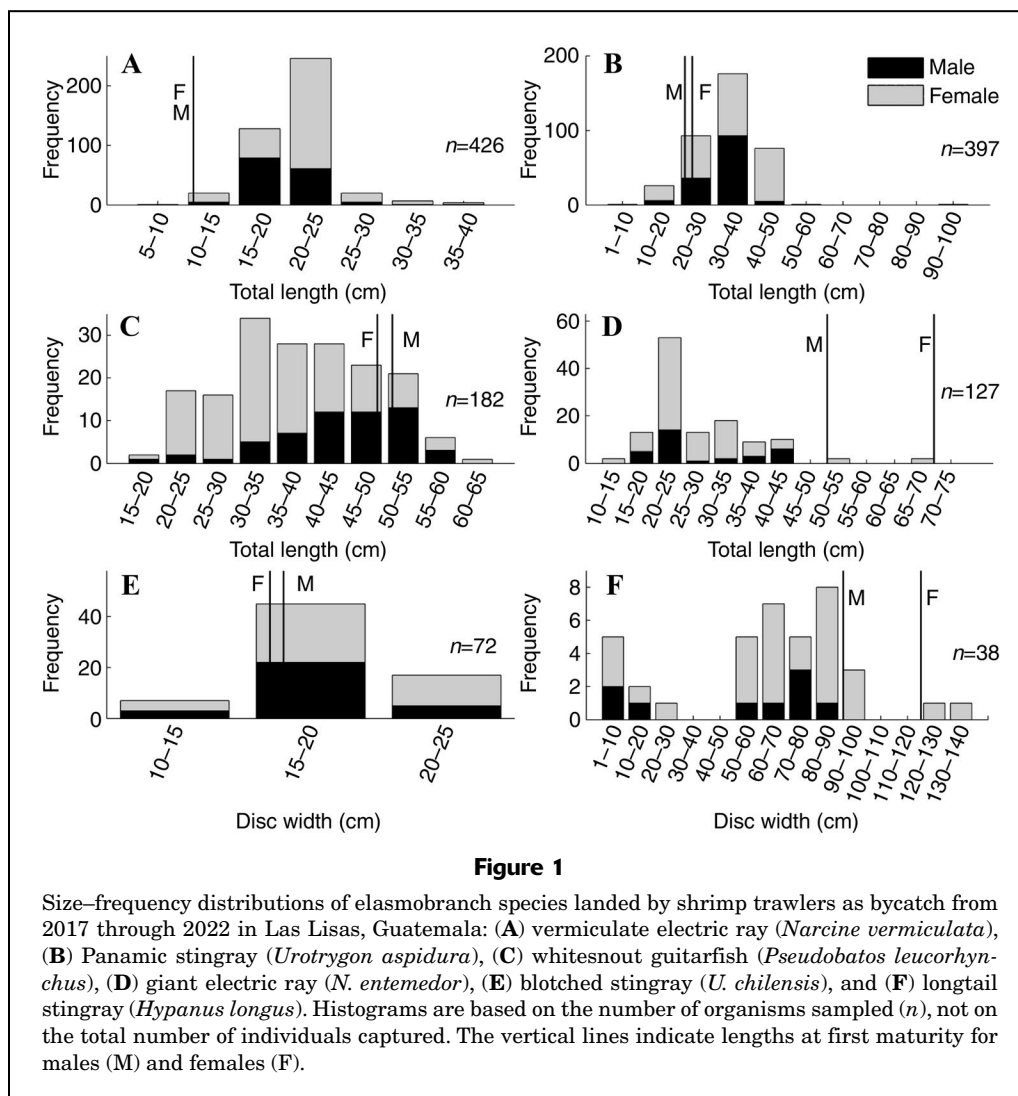 A
Frequency
200
100
0
F
M
n=426
5–10
10–15
15–20
20–25
25–30
30–35
35–40
Total length (cm)
B
Frequency
200
100
0
M
F
Male
Female
n=397
1–10
10–20
20–30
30–40
40–50
50–60
60–70
70–80
80–90
90–100
Total length (cm)
C
Frequency
30
20
10
0
F
M
n=182
15–20
20–25
25–30
30–35
35–40
40–45
45–50
50–55
55–60
60–65
Total length (cm)
D
Frequency
60
40
20
0
M
F
n=127
10–15
15–20
20–25
25–30
30–35
35–40
40–45
45–50
50–55
60–65
65–70
70–75
Total length (cm)
E
Frequency
40
20
0
F
M
n=72
10–15
15–20
20–25
Disc width (cm)
F
Frequency
8
6
4
2
0
M
F
n=38
1–10
10–20
20–30
30–40
40–50
50–60
60–70
70–80
80–90
90–100
100–110
110–120
120–130
130–140
Disc width (cm)
Figure 1
Size–frequency distributions of elasmobranch species landed by shrimp trawlers as bycatch from
2017 through 2022 in Las Lisas, Guatemala: (A) vermiculate electric ray (Narcine vermiculata),
(B) Panamic stingray (Urotrygon aspidura), (C) whitesnout guitarfish (Pseudobatos leucorhyn-
chus), (D) giant electric ray (N. entemedor), (E) blotched stingray (U. chilensis), and (F) longtail
stingray (Hypanus longus). Histograms are based on the number of organisms sampled (n), not on
the total number of individuals captured. The vertical lines indicate lengths at first maturity for
males (M) and females (F).